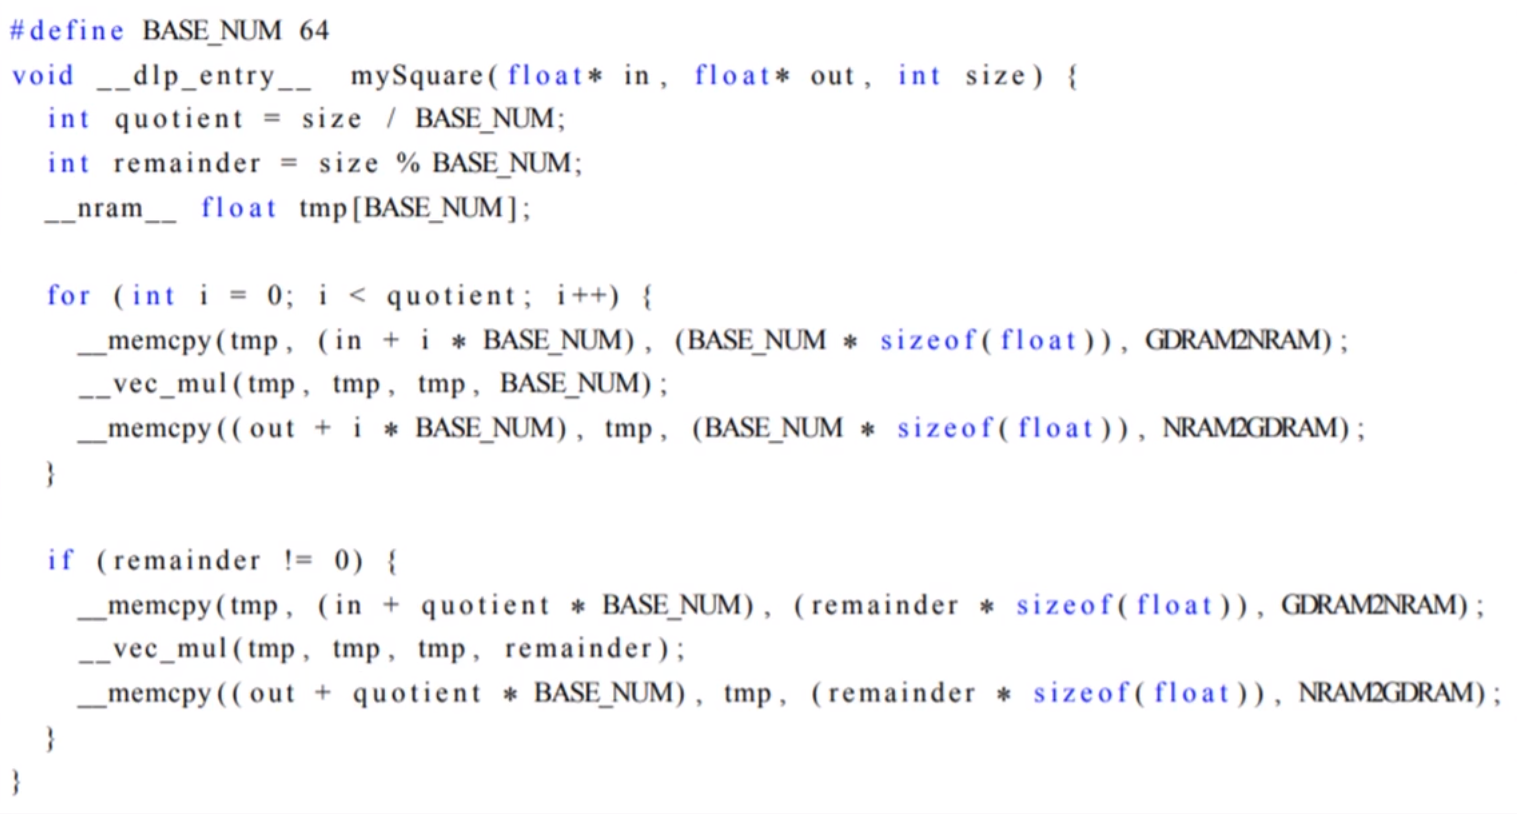 #define BASE_NUM 64
void __dlp_entry__ mySquare(float* in, float* out, int size) {
int quotient = size / BASE_NUM;
int remainder = size % BASE_NUM;
__nram__ float tmp[BASE_NUM];
for (int i = 0; i < quotient; i++) {
__memcpy(tmp, (in + i * BASE_NUM), (BASE_NUM * sizeof(float)), GDRAM2NRAM);
__vec_mul(tmp, tmp, tmp, BASE_NUM);
__memcpy((out + i * BASE_NUM), tmp, (BASE_NUM * sizeof(float)), NRAM2GDRAM);
}
if (remainder != 0) {
__memcpy(tmp, (in + quotient * BASE_NUM), (remainder * sizeof(float)), GDRAM2NRAM);
__vec_mul(tmp, tmp, tmp, remainder);
__memcpy((out + quotient * BASE_NUM), tmp, (remainder * sizeof(float)), NRAM2GDRAM);
}
}